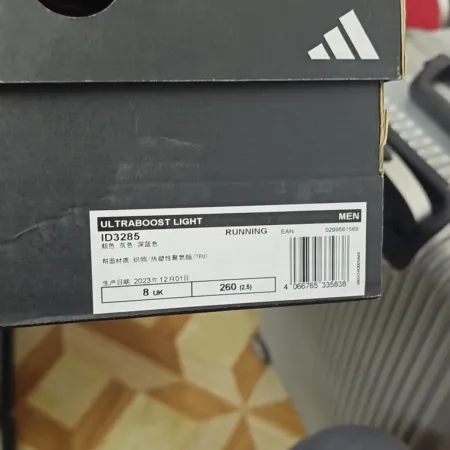 ULTRABOOST LIGHT MEN
ID3285 RUNNING EAN 0299581569
颜色: 灰色, 深蓝色
帮面材质: 织物/热塑性聚氨酯(TPU)
生产日期: 2023年12月01日
8 UK 260 (2.5) 4 066765 335838